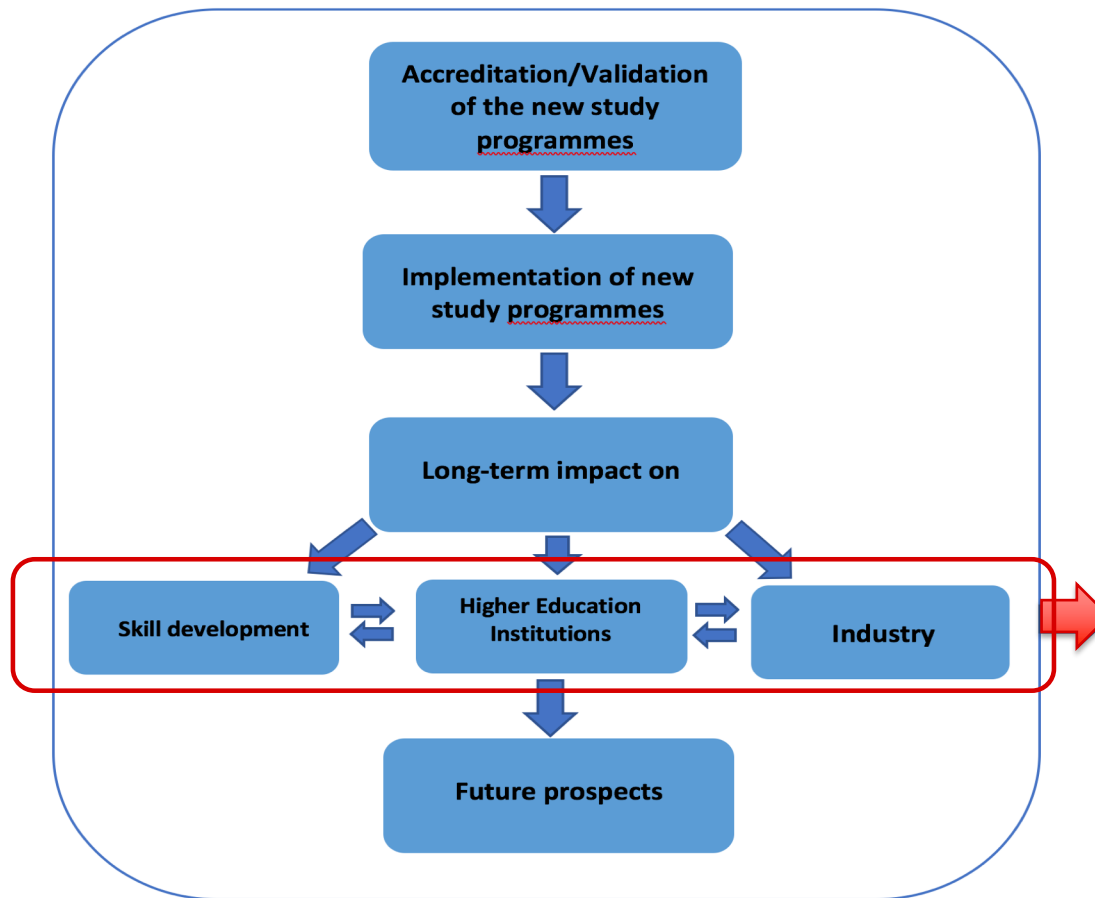 Accreditation/Validation
of the new study
programmes
Implementation of new
study programmes
Long-term impact on
Skill development
Higher Education
Institutions
Industry
Future prospects